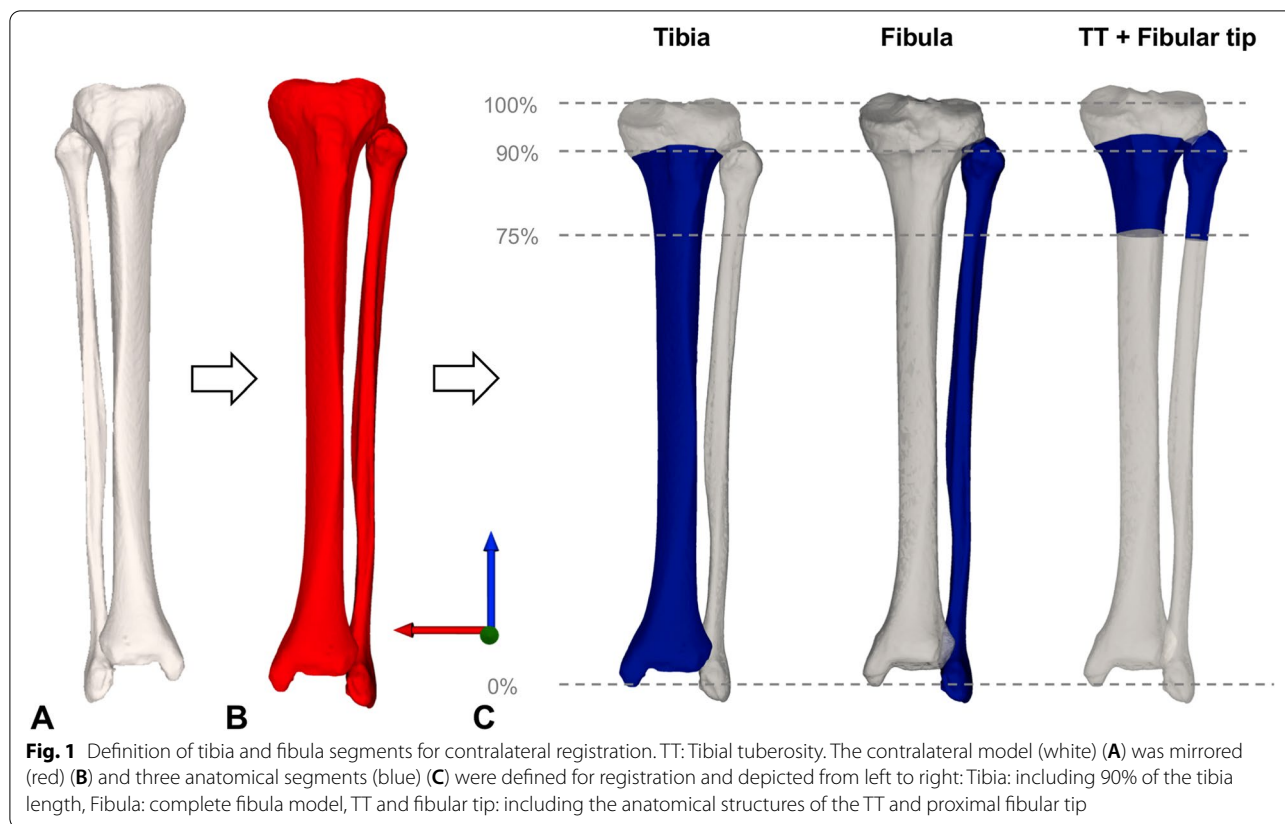 Tibia Fibula TT + Fibular tip
100%
90%
75%
0%
A B C
Fig. 1 Definition of tibia and fibula segments for contralateral registration. TT: Tibial tuberosity. The contralateral model (white) (A) was mirrored
(red) (B) and three anatomical segments (blue) (C) were defined for registration and depicted from left to right: Tibia: including 90% of the tibia
length, Fibula: complete fibula model, TT and fibular tip: including the anatomical structures of the TT and proximal fibular tip